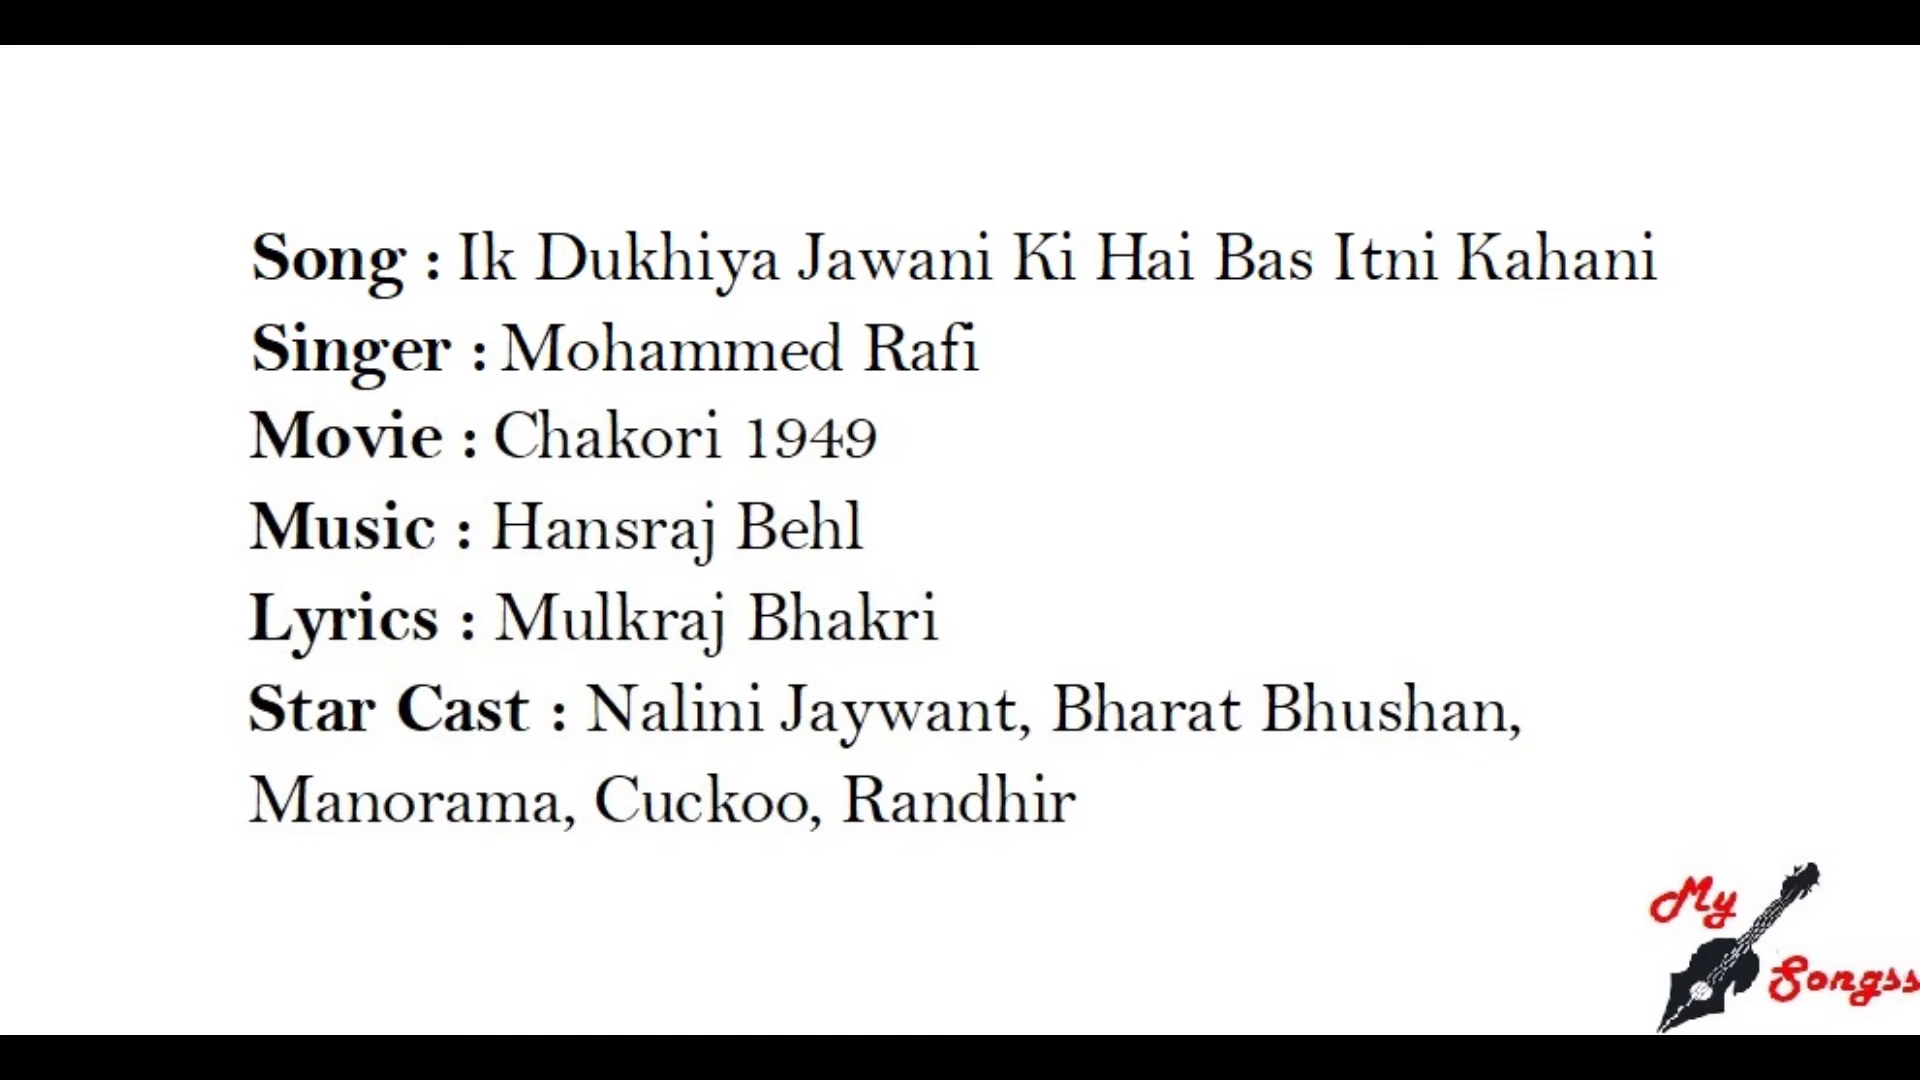 Song : Ik Dukhiya Jawani Ki Hai Bas Itni Kahani
Singer : Mohammed Rafi
Movie : Chakori 1949
Music : Hansraj Behl
Lyrics : Mulkraj Bhakri
Star Cast : Nalini Jaywant, Bharat Bhushan,
Manorama, Cuckoo, Randhir
My
Songss